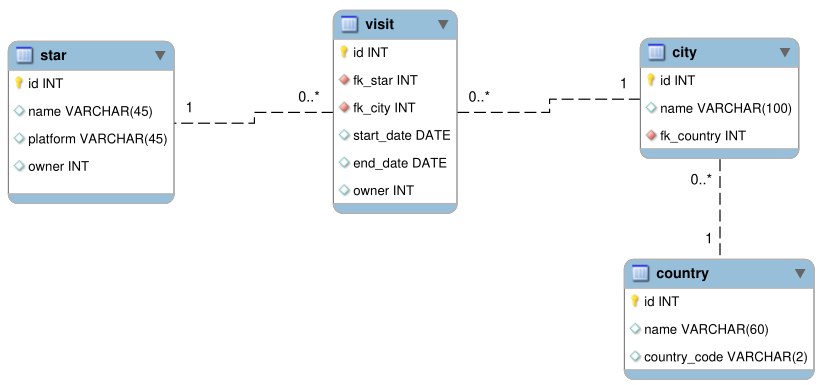 star
id INT
name VARCHAR(45)
platform VARCHAR(45)
owner INT
1
0..*
visit
id INT
fk_star INT
fk_city INT
start_date DATE
end_date DATE
owner INT
0..*
1
city
id INT
name VARCHAR(100)
fk_country INT
0..*
1
country
id INT
name VARCHAR(60)
country_code VARCHAR(2)